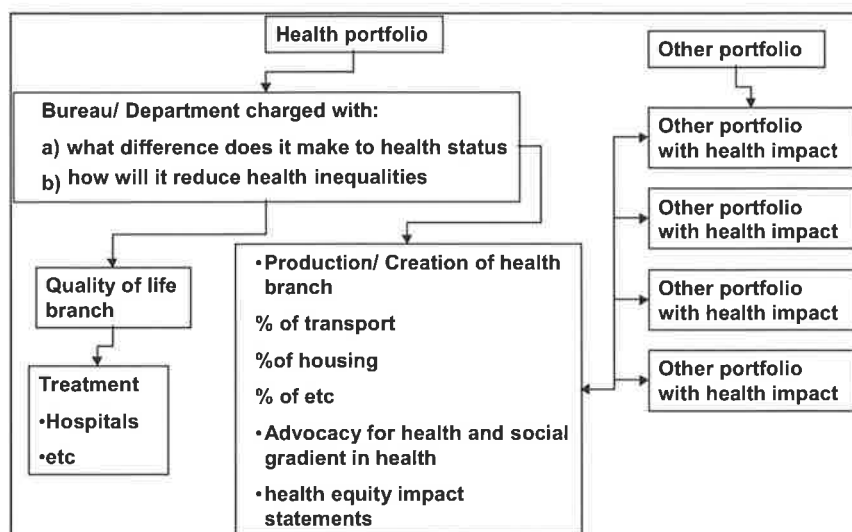 Health portfolio
Other portfolio
Bureau/ Department charged with:
a) what difference does it make to health status
b) how will it reduce health inequalities
Other portfolio
with health impact
Other portfolio
with health impact
Other portfolio
with health impact
Other portfolio
with health impact
Quality of life
branch
Treatment
•Hospitals
•etc
•Production/ Creation of health
branch
% of transport
%of housing
% of etc
•Advocacy for health and social
gradient in health
•health equity impact
statements